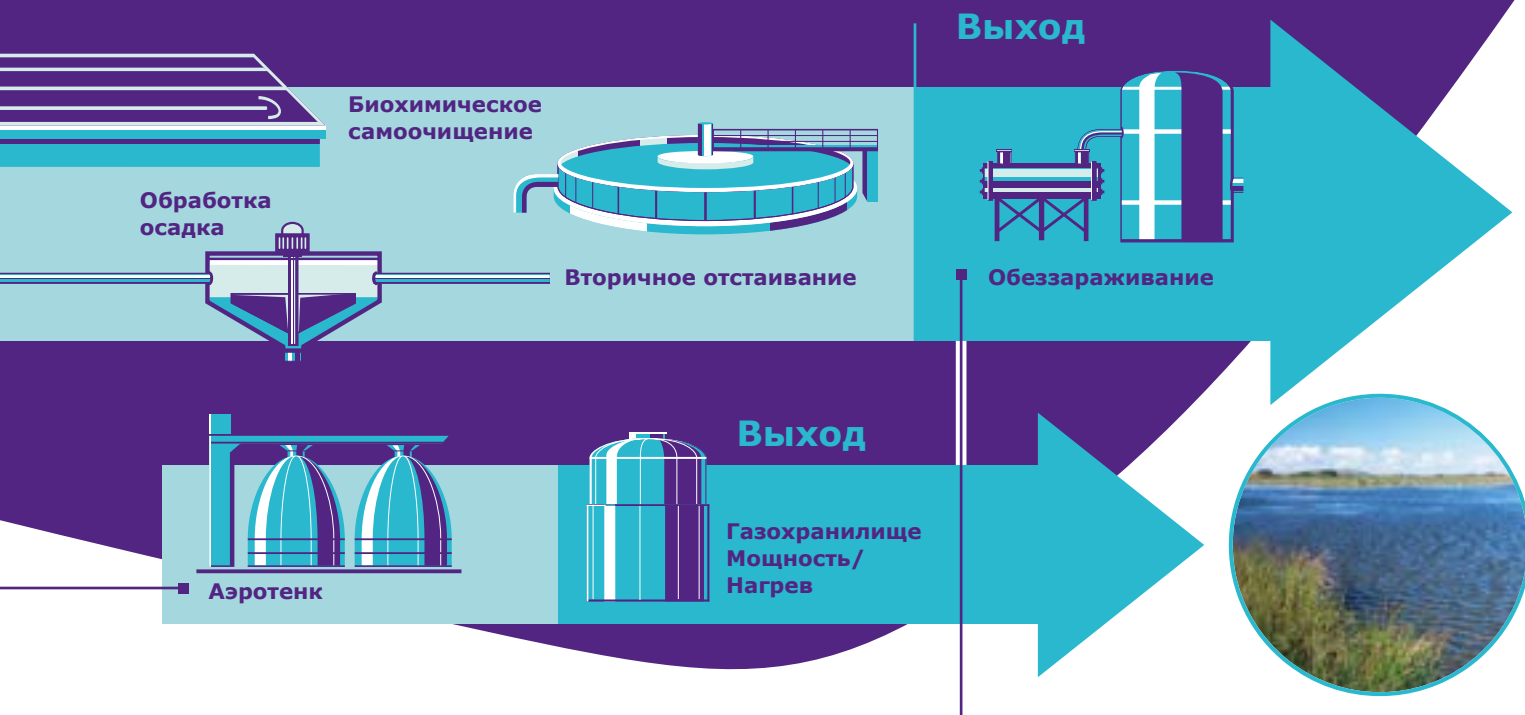 Выход
Биохимическое
самоочищение
Обработка
осадка
Вторичное отстаивание
Обеззараживание
Выход
Газохранилище
Мощность/
Нагрев
Аэротенк